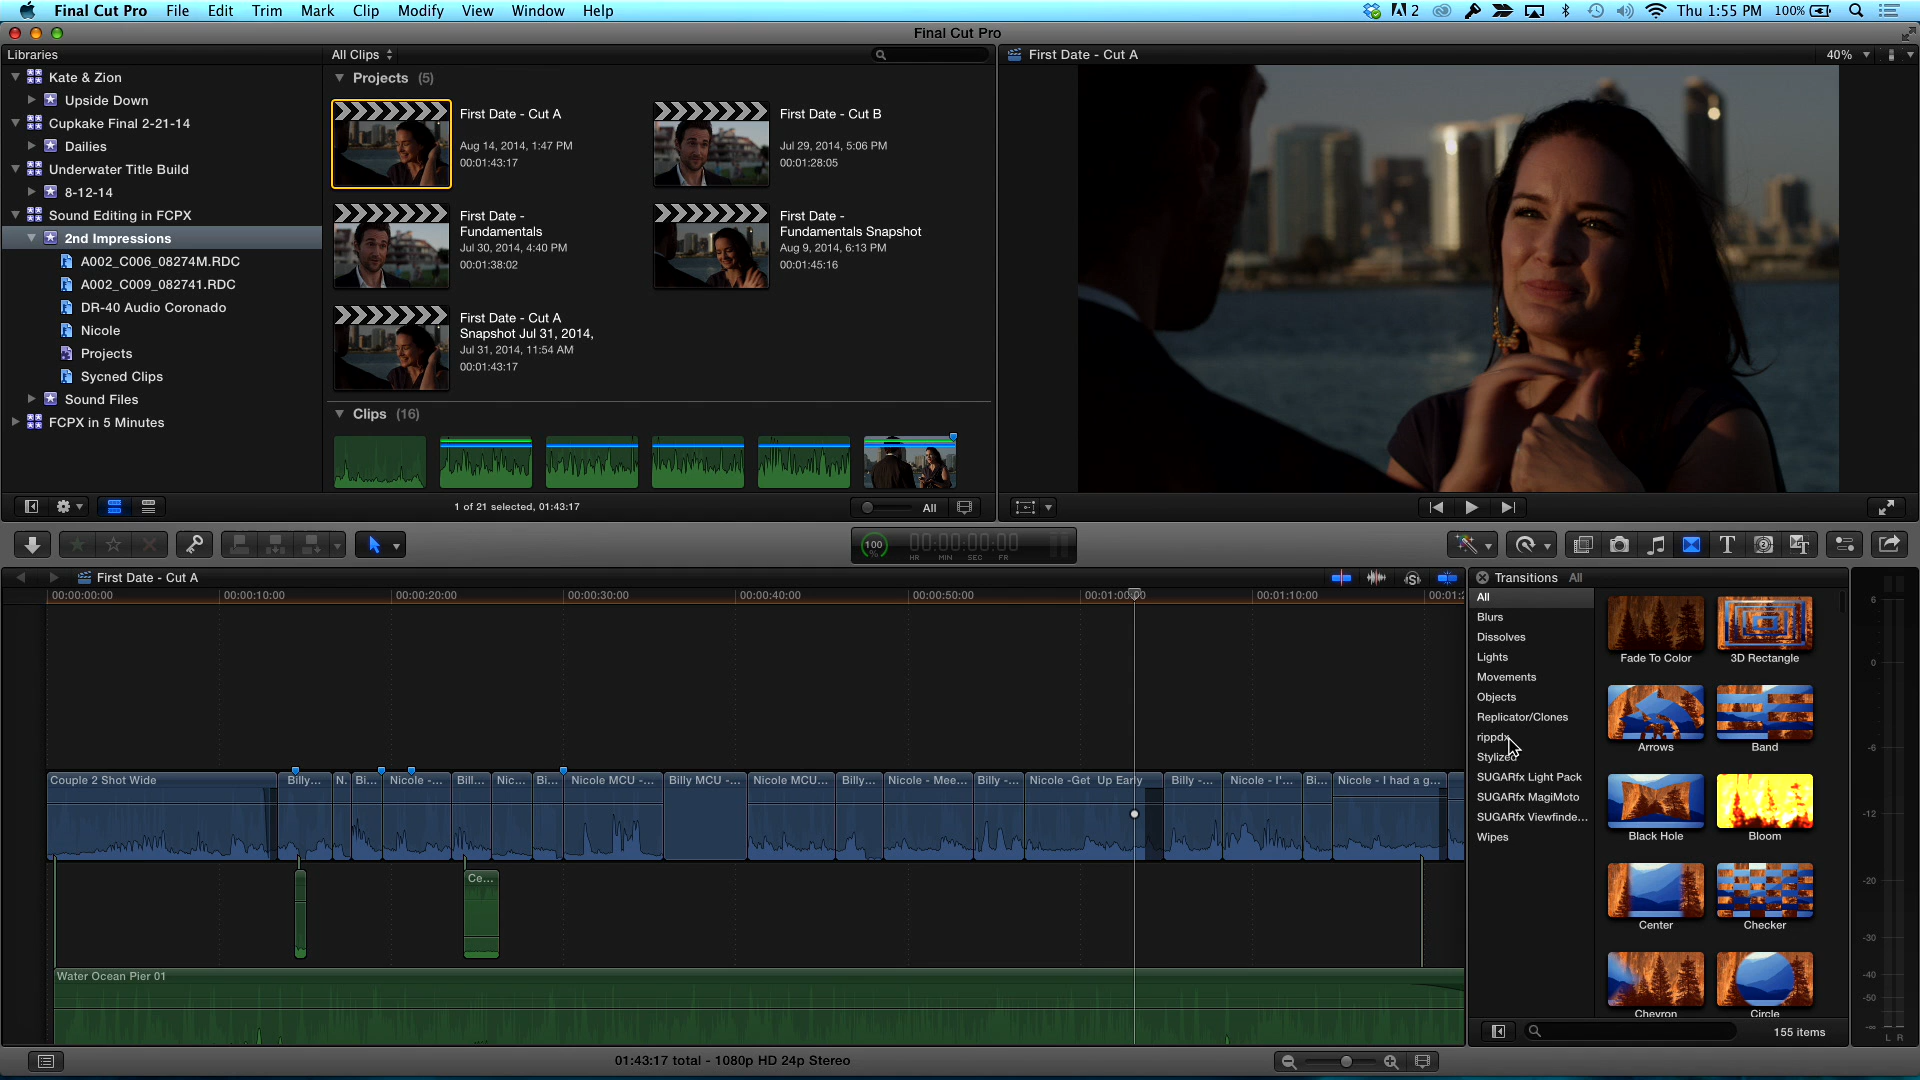 Final Cut Pro File Edit Trim Mark Clip Modify View Window Help
2 Thu 1:55 PM 100%
Final Cut Pro
Libraries
Kate & Zion
Upside Down
Cupkake Final 2-21-14
Dailies
Underwater Title Build
8-12-14
Sound Editing in FCPX
2nd Impressions
A002_C006_08274M.RDC
A002_C009_082741.RDC
DR-40 Audio Coronado
Nicole
Projects
Sycned Clips
Sound Files
FCPX in 5 Minutes
All Clips
Projects (5)
First Date - Cut A
Aug 14, 2014, 1:47 PM
00:01:43:17
First Date - Cut B
Jul 29, 2014, 5:06 PM
00:01:28:05
First Date -
Fundamentals
Jul 30, 2014, 4:40 PM
00:01:38:02
First Date -
Fundamentals Snapshot
Aug 9, 2014, 6:13 PM
00:01:45:16
First Date - Cut A
Snapshot Jul 31, 2014,
Jul 31, 2014, 11:54 AM
00:01:43:17
Clips (16)
1 of 21 selected, 01:43:17
All
First Date - Cut A
40%
100 %
00:00:00:00
HR MIN SEC FR
First Date - Cut A
00:00:00:00 00:00:10:00 00:00:20:00 00:00:30:00 00:00:40:00 00:00:50:00 00:01:00:00 00:01:10:00 00:01:2
Couple 2 Shot Wide Billy... N. Bi... Nicole -... Bill... Nic... Bi... Nicole MCU -... Billy MCU -... Nicole MCU... Billy... Nicole - Mee... Billy -... Nicole -Get Up Early Billy -... Nicole - I'... Bi... Nicole - I had a g...
Ce...
Water Ocean Pier 01
01:43:17 total - 1080p HD 24p Stereo
Transitions All
All
Blurs
Dissolves
Lights
Movements
Objects
Replicator/Clones
rippdx
Stylized
SUGARfx Light Pack
SUGARfx MagiMoto
SUGARfx Viewfinde...
Wipes
Fade To Color 3D Rectangle
Arrows Band
Black Hole Bloom
Center Checker
Chevron Circle
155 items
6
0
-6
-12
-20
-30
-40
-50
-∞
L R